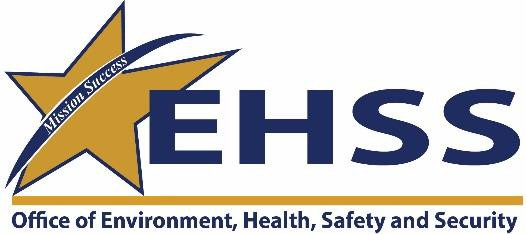 Mission Success
EHSS
Office of Environment, Health, Safety and Security